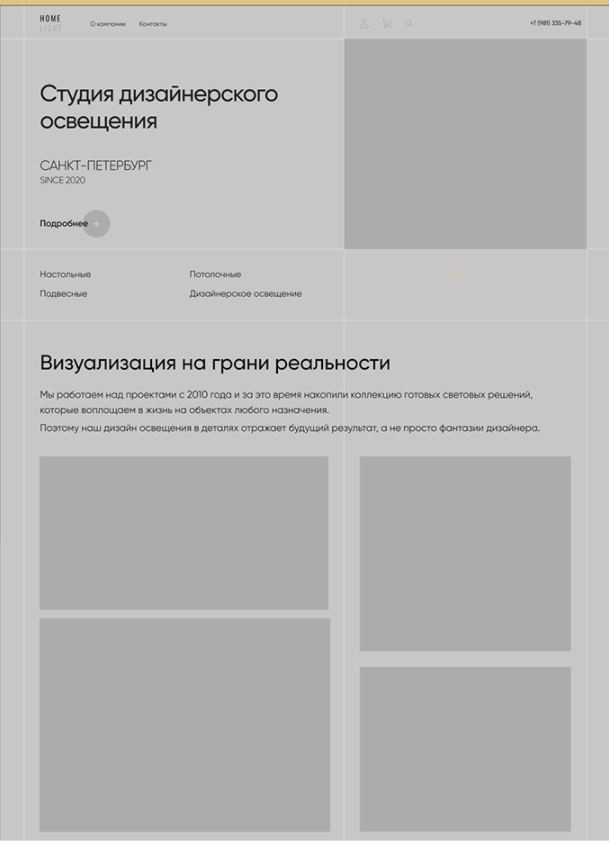 HOME
LIGHT
О компании
Контакты
+7 (981) 335-79-48
Студия дизайнерского
освещения
САНКТ-ПЕТЕРБУРГ
SINCE 2020
Подробнее
Настольные
Потолочные
Подвесные
Дизайнерское освещение
Визуализация на грани реальности
Мы работаем над проектами с 2010 года и за это время накопили коллекцию готовых световых решений,
которые воплощаем в жизнь на объектах любого назначения.
Поэтому наш дизайн освещения в деталях отражает будущий результат, а не просто фантазии дизайнера.